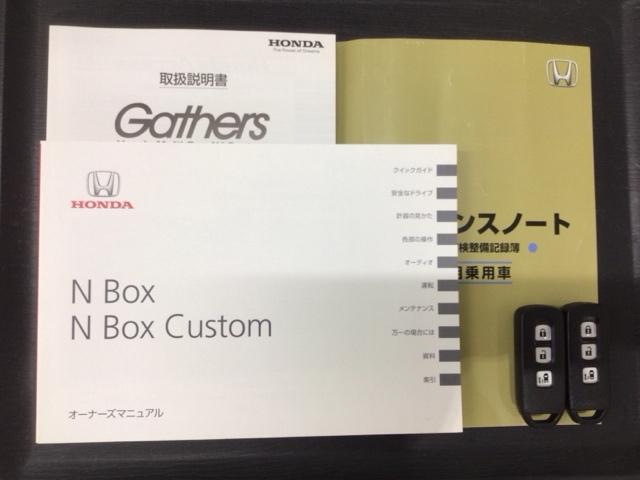 HONDA
The Power of Dreams
取扱説明書
Gathers
ンスノート
検整備記録簿
用乗用車
HONDA
N Box
N Box Custom
オーナーズマニュアル
クイックガイド
安全なドライブ
計器の見かた
各部の操作
オーディオ
運転
メンテナンス
万一の場合には
資料
索引